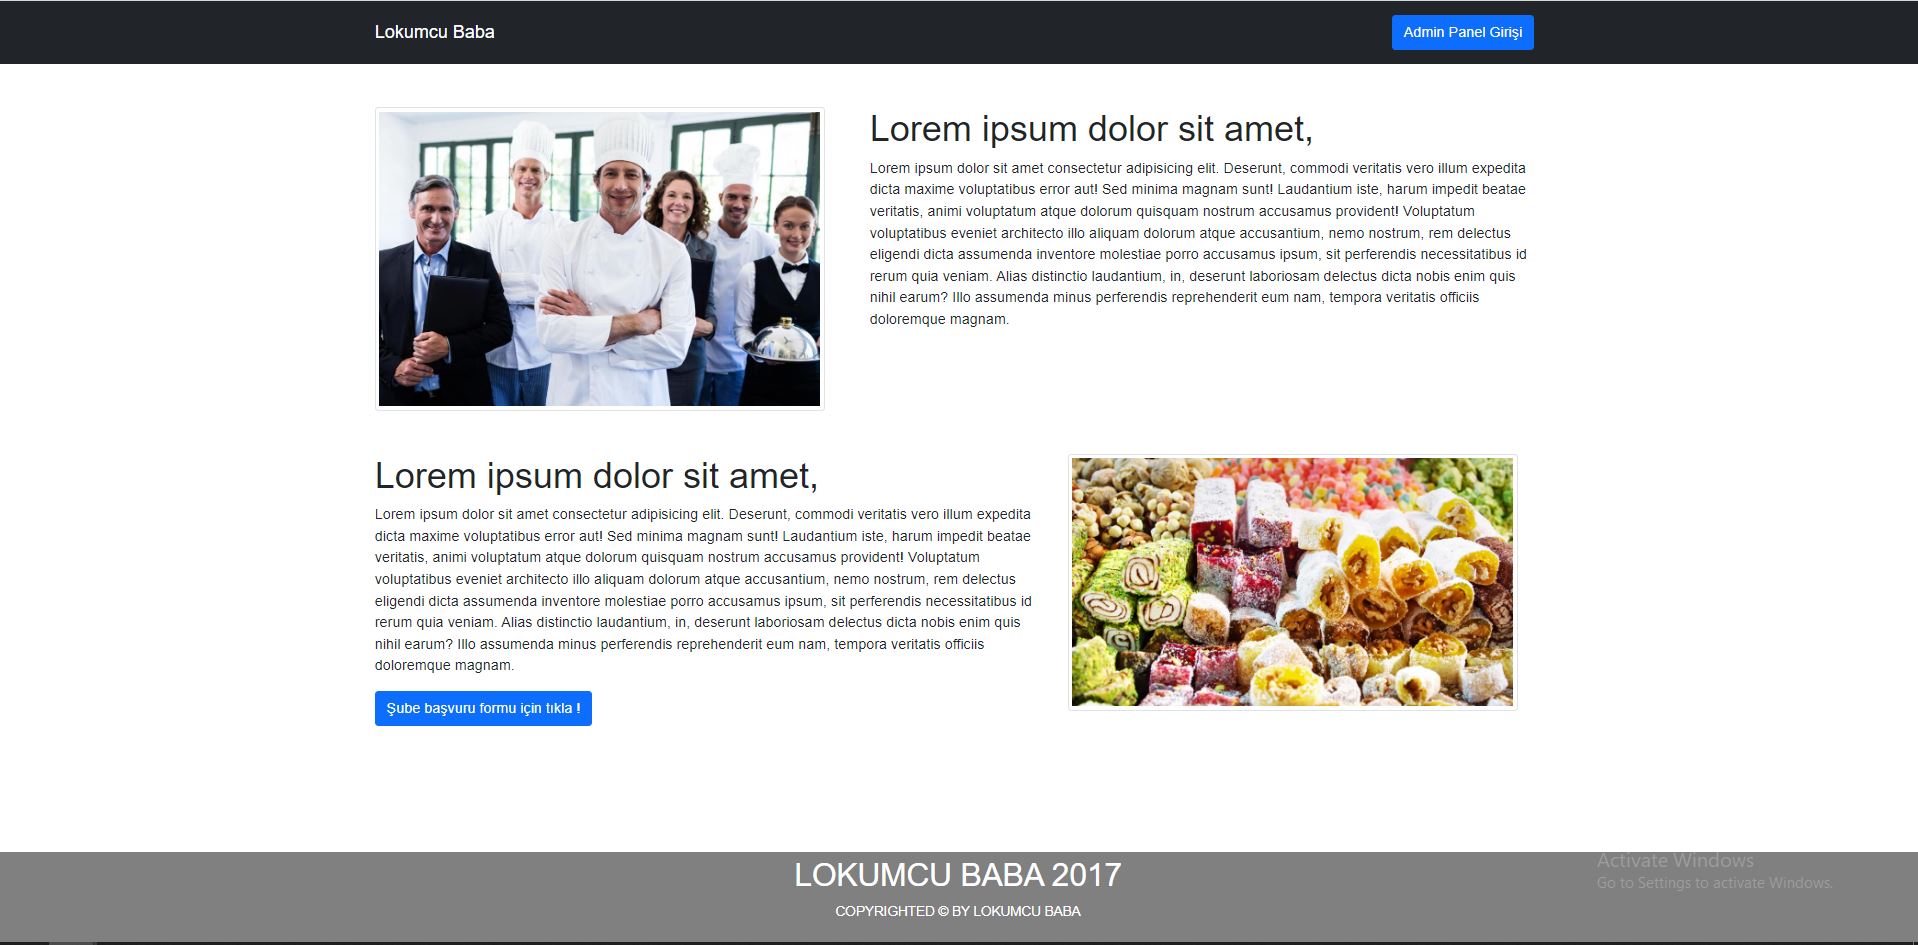 Lokumcu Baba
Admin Panel Girişi
Lorem ipsum dolor sit amet,
Lorem ipsum dolor sit amet consectetur adipisicing elit. Deserunt, commodi veritatis vero illum expedita
dicta maxime voluptatibus error aut! Sed minima magnam sunt! Laudantium iste, harum impedit beatae
veritatis, animi voluptatum atque dolorum quisquam nostrum accusamus provident! Voluptatum
voluptatibus eveniet architecto illo aliquam dolorum atque accusantium, nemo nostrum, rem delectus
eligendi dicta assumenda inventore molestiae porro accusamus ipsum, sit perferendis necessitatibus id
rerum quia veniam. Alias distinctio laudantium, in, deserunt laboriosam delectus dicta nobis enim quis
nihil earum? Illo assumenda minus perferendis reprehenderit eum nam, tempora veritatis officiis
doloremque magnam.
Lorem ipsum dolor sit amet,
Lorem ipsum dolor sit amet consectetur adipisicing elit. Deserunt, commodi veritatis vero illum expedita
dicta maxime voluptatibus error aut! Sed minima magnam sunt! Laudantium iste, harum impedit beatae
veritatis, animi voluptatum atque dolorum quisquam nostrum accusamus provident! Voluptatum
voluptatibus eveniet architecto illo aliquam dolorum atque accusantium, nemo nostrum, rem delectus
eligendi dicta assumenda inventore molestiae porro accusamus ipsum, sit perferendis necessitatibus id
rerum quia veniam. Alias distinctio laudantium, in, deserunt laboriosam delectus dicta nobis enim quis
nihil earum? Illo assumenda minus perferendis reprehenderit eum nam, tempora veritatis officiis
doloremque magnam.
Şube başvuru formu için tıkla !
LOKUMCU BABA 2017
COPYRIGHTED © BY LOKUMCU BABA
Activate Windows
Go to Settings to activate Windows.